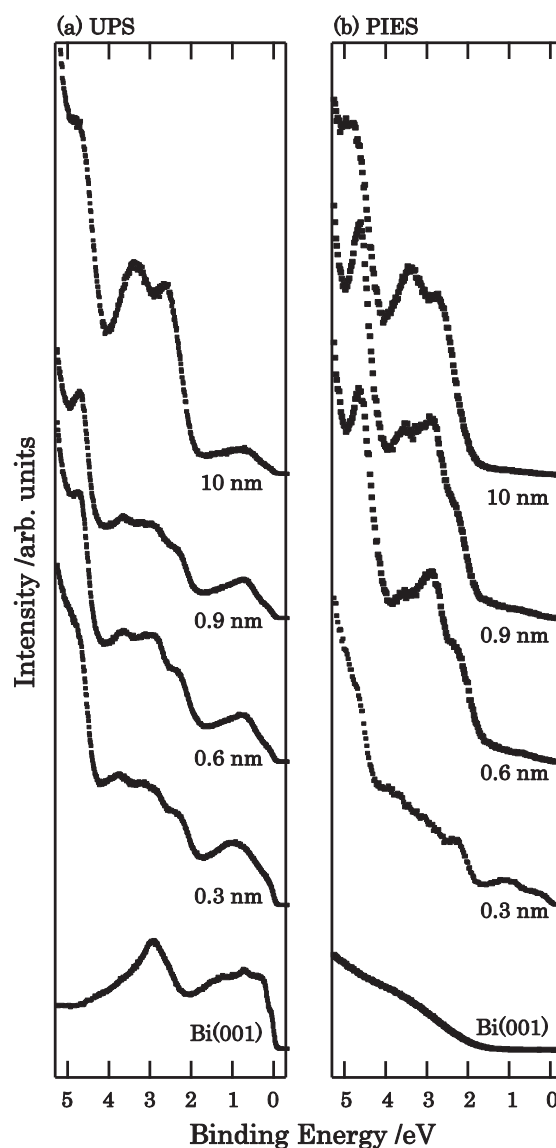 (a) UPS
(b) PIES
Intensity /arb. units
10 nm
0.9 nm
0.6 nm
0.3 nm
Bi(001)
10 nm
0.9 nm
0.6 nm
0.3 nm
Bi(001)
5 4 3 2 1 0
5 4 3 2 1 0
Binding Energy /eV